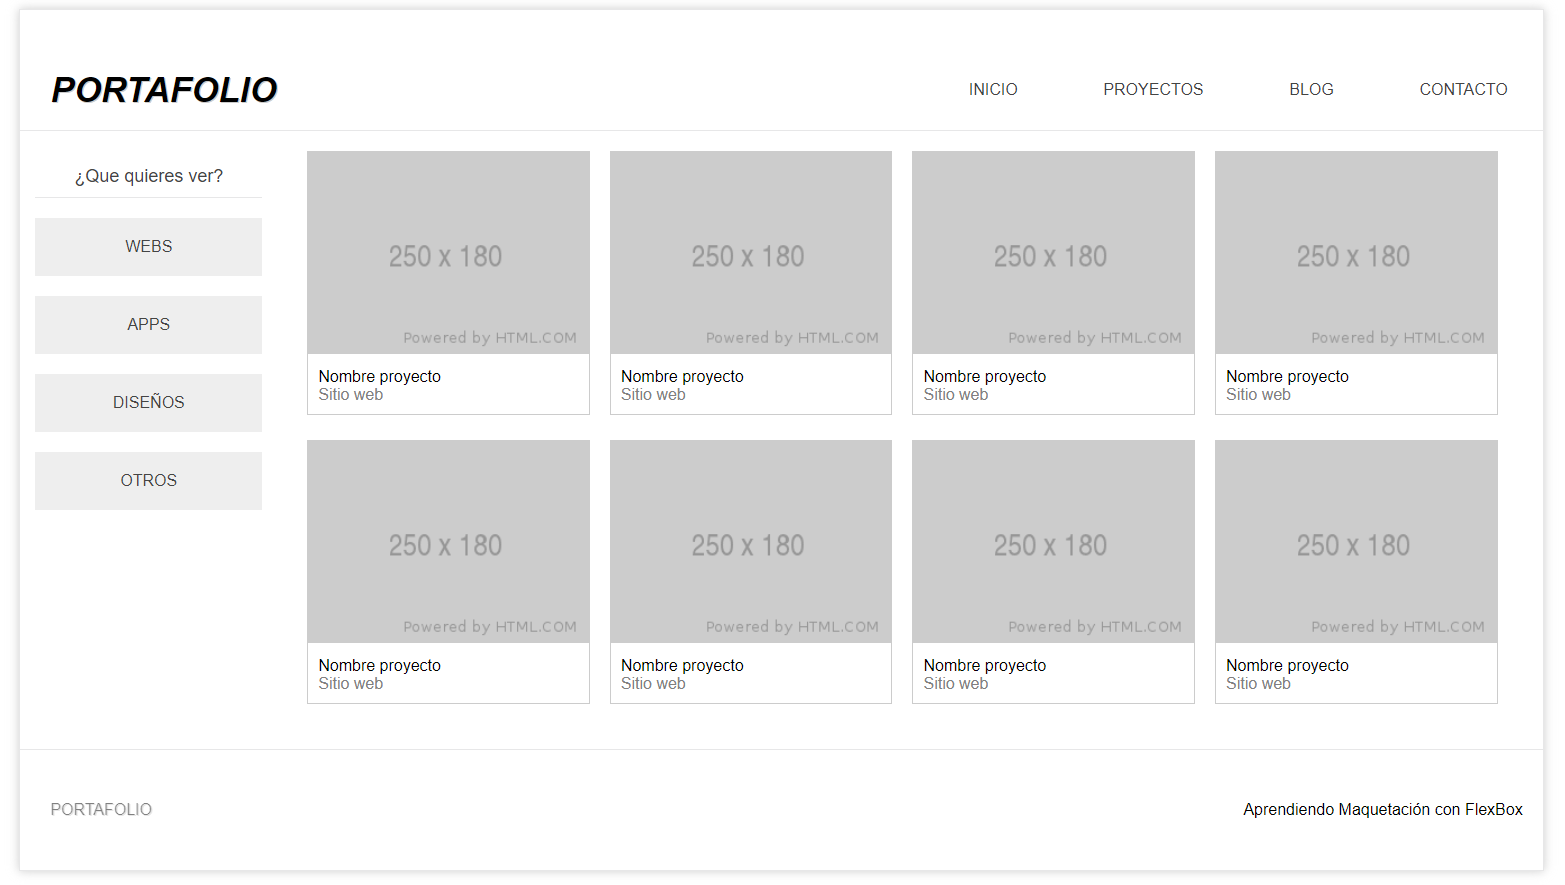 PORTAFOLIO
INICIO PROYECTOS BLOG CONTACTO
¿Que quieres ver?
WEBS
APPS
DISEÑOS
OTROS
250 x 180 250 x 180 250 x 180 250 x 180
Powered by HTML.COM Powered by HTML.COM Powered by HTML.COM Powered by HTML.COM
Nombre proyecto Nombre proyecto Nombre proyecto Nombre proyecto
Sitio web Sitio web Sitio web Sitio web
250 x 180 250 x 180 250 x 180 250 x 180
Powered by HTML.COM Powered by HTML.COM Powered by HTML.COM Powered by HTML.COM
Nombre proyecto Nombre proyecto Nombre proyecto Nombre proyecto
Sitio web Sitio web Sitio web Sitio web
PORTAFOLIO
Aprendiendo Maquetación con FlexBox